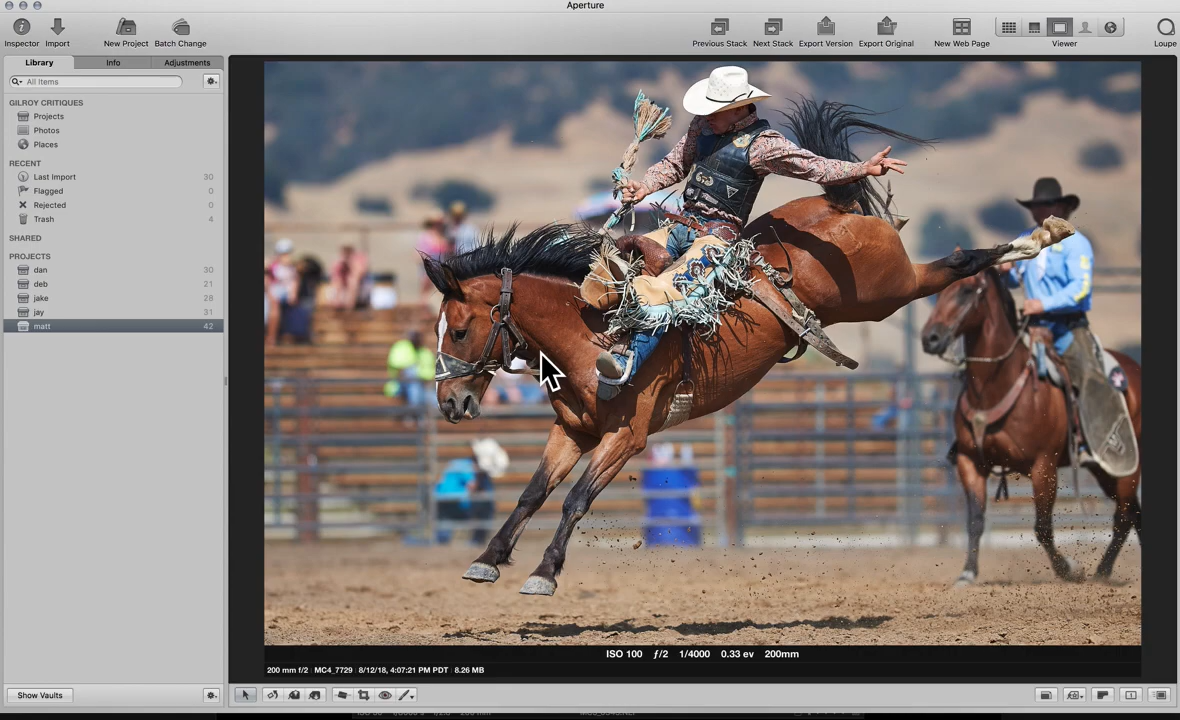 Aperture
Inspector Import New Project Batch Change Previous Stack Next Stack Export Version Export Original New Web Page Viewer Loupe
Library Info Adjustments
All Items
GILROY CRITIQUES
Projects
Photos
Places
RECENT
Last Import 30
Flagged 0
Rejected 0
Trash 4
SHARED
PROJECTS
dan 30
deb 21
jake 28
jay 31
matt 42
ISO 100 ƒ/2 1/4000 0.33 ev 200mm
200 mm f/2 MC4_7729 8/12/18, 4:07:21 PM PDT 8.26 MB
Show Vaults